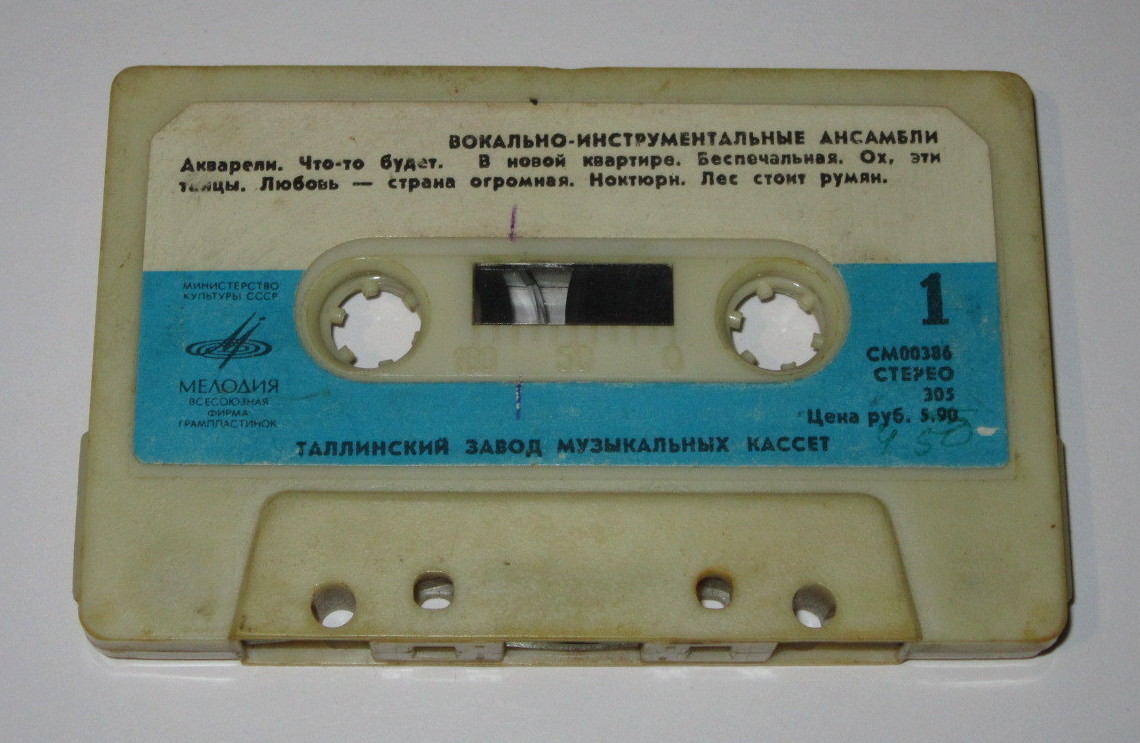 ВОКАЛЬНО-ИНСТРУМЕНТАЛЬНЫЕ АНСАМБЛИ
Акварели. Что-то будет. В новой квартире. Беспечальная. Ох, эти
танцы. Любовь — страна огромная. Ноктюрн. Лес стоит румян.
МИНИСТЕРСТВО
КУЛЬТУРЫ СССР
МЕЛОДИЯ
ВСЕСОЮЗНАЯ
ФИРМА
ГРАМПЛАСТИНОК
100 50 0
1
СМ00386
СТЕРЕО
305
Цена руб. 5.90
4 50
ТАЛЛИНСКИЙ ЗАВОД МУЗЫКАЛЬНЫХ КАССЕТ